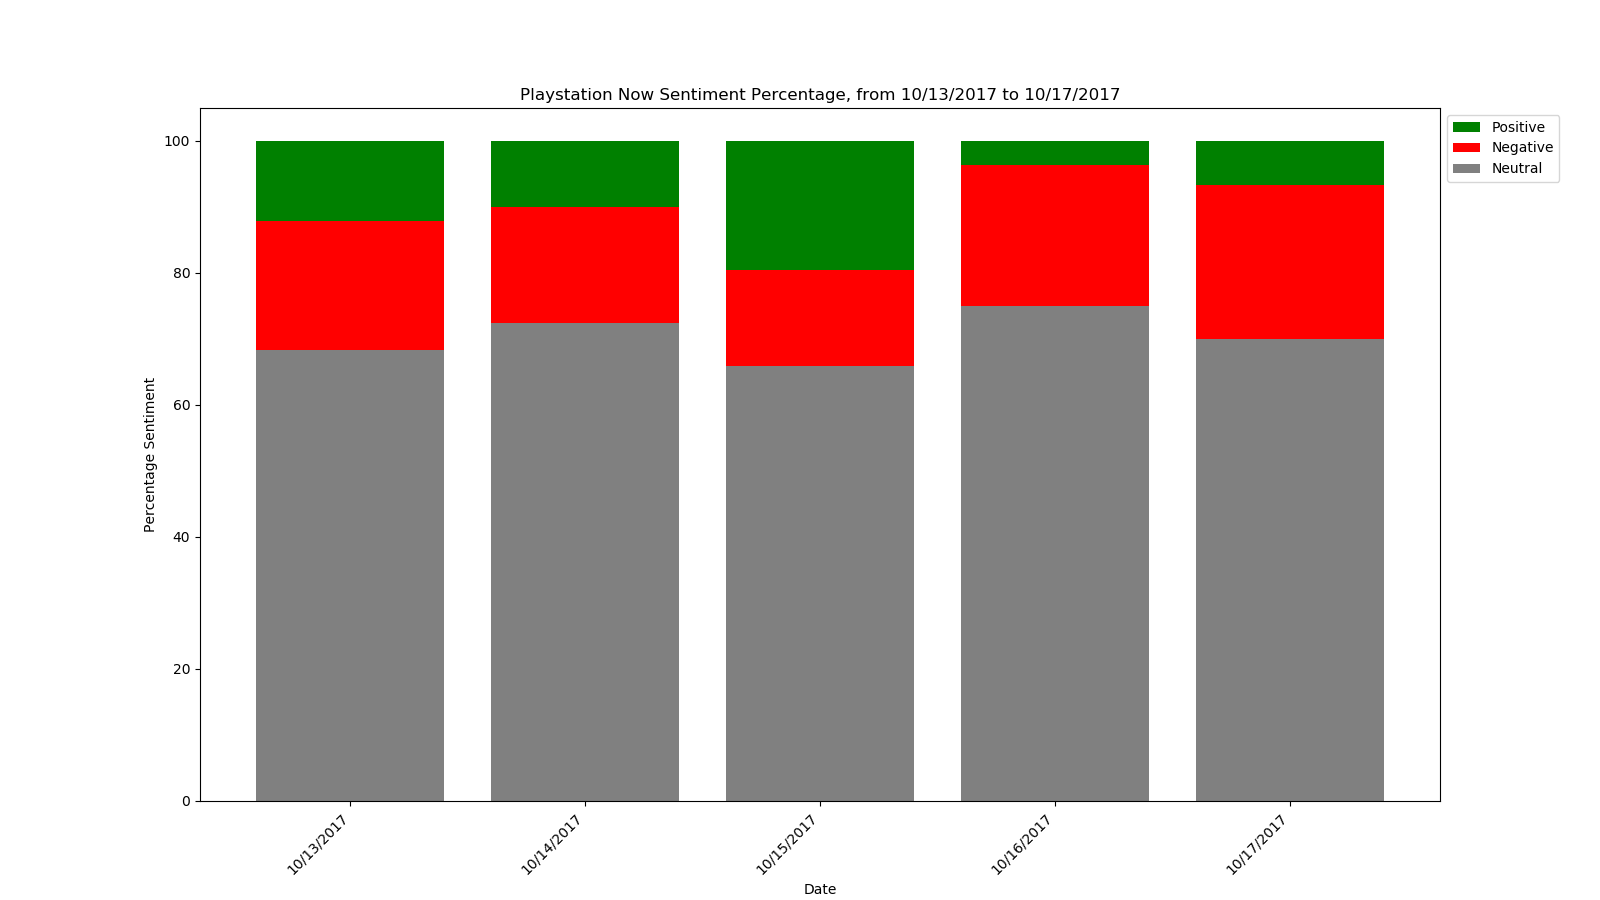 Playstation Now Sentiment Percentage, from 10/13/2017 to 10/17/2017
Positive
Negative
Neutral
Percentage Sentiment
100
80
60
40
20
0
10/13/2017
10/14/2017
10/15/2017
10/16/2017
10/17/2017
Date